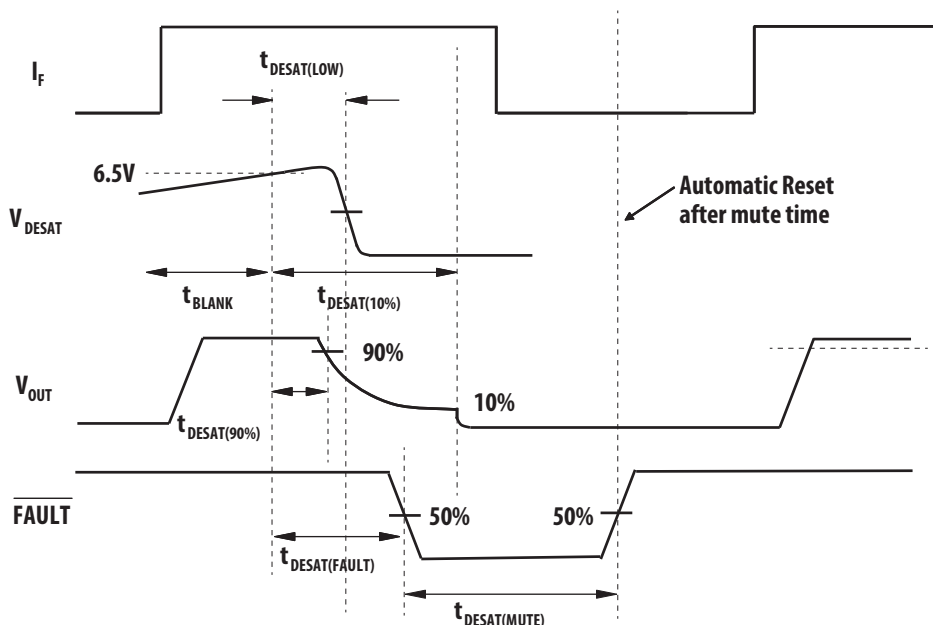 I_F
t_DESAT(LOW)
6.5V
V_DESAT
Automatic Reset
after mute time
t_BLANK
t_DESAT(10%)
90%
V_OUT
10%
t_DESAT(90%)
FAULT
50%
50%
t_DESAT(FAULT)
t_DESAT(MUTE)